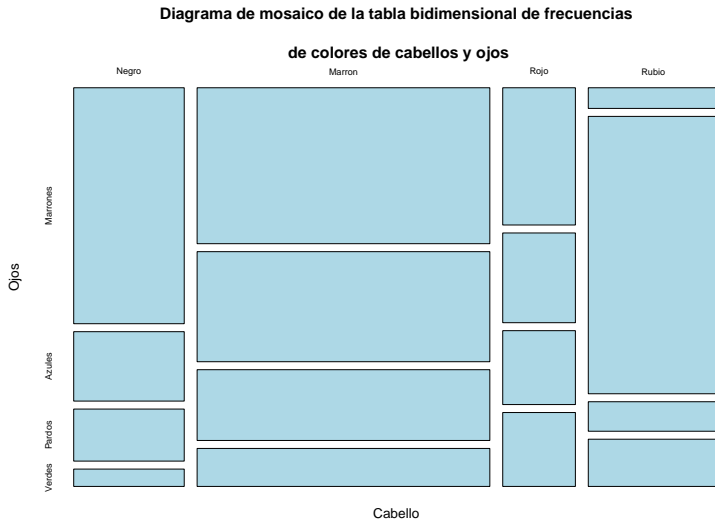 Diagrama de mosaico de la tabla bidimensional de frecuencias
de colores de cabellos y ojos
Negro Marron Rojo Rubio
Marrones
Azules
Pardos
Verdes
Ojos
Cabello